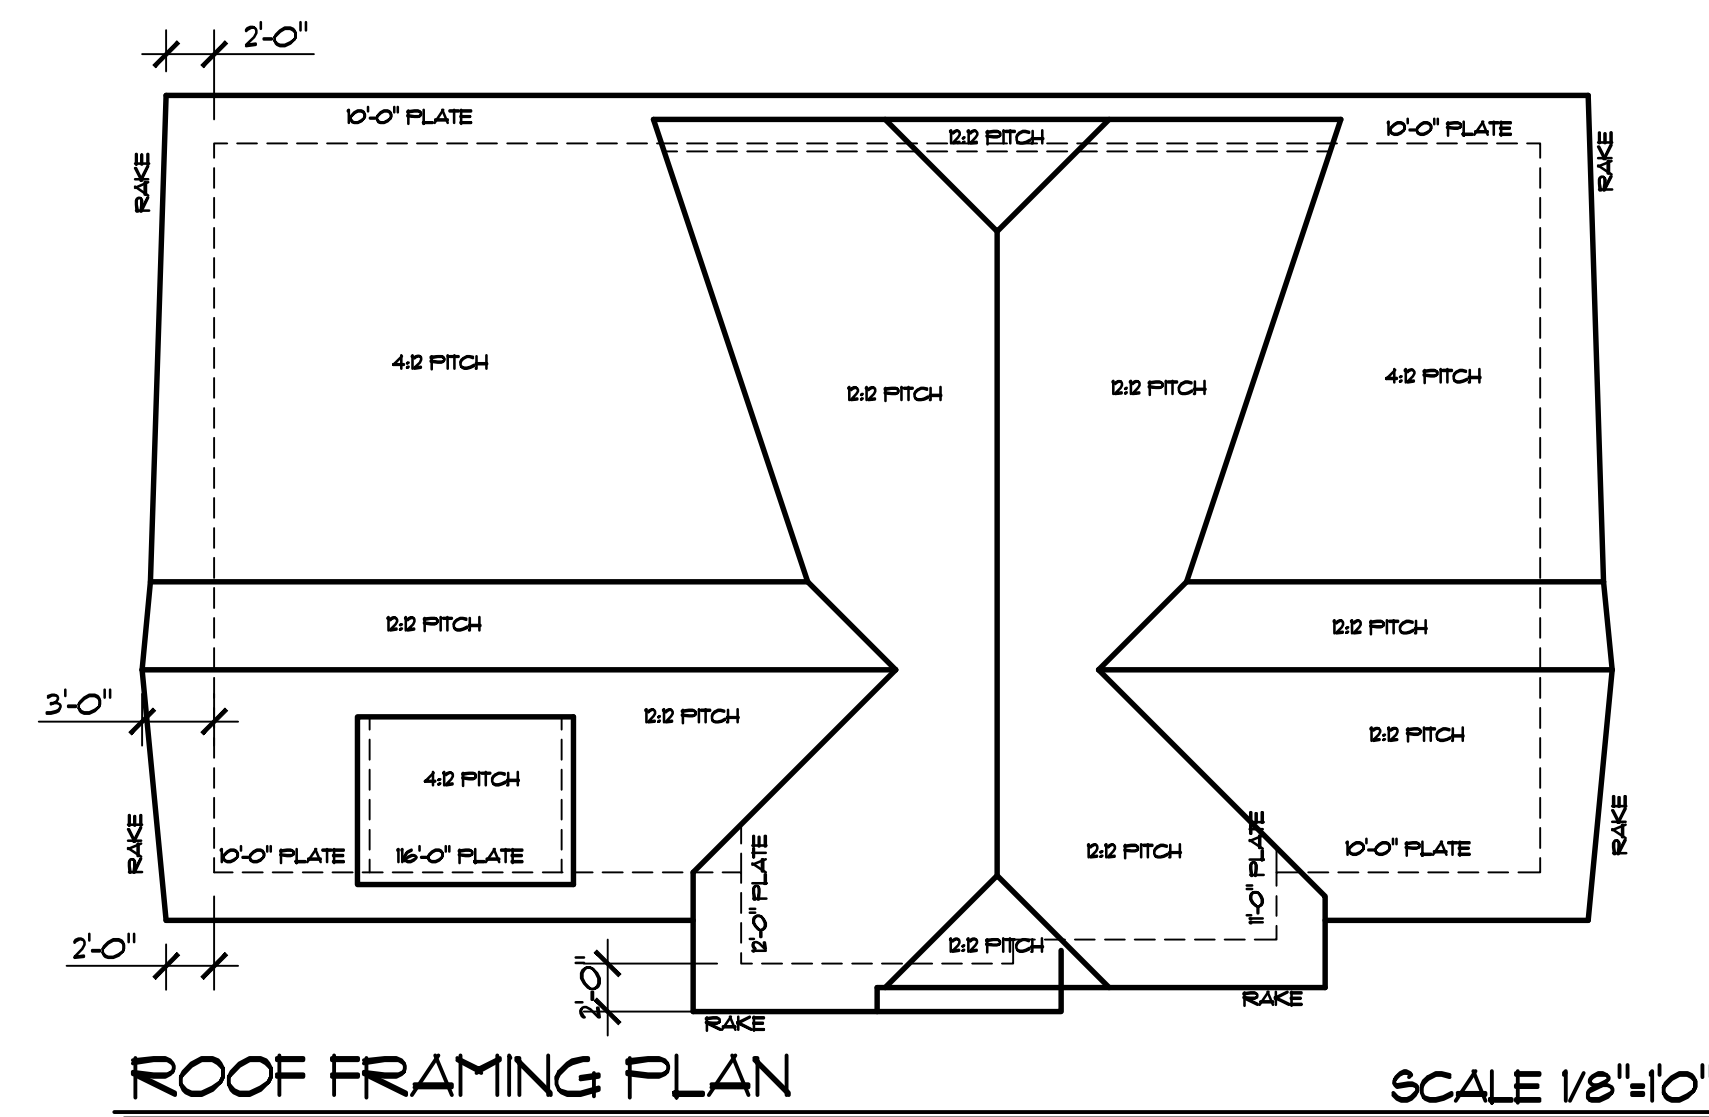 2'-0"
10'-0" PLATE
12:12 PITCH
10'-0" PLATE
RAKE
RAKE
4:12 PITCH
12:12 PITCH
12:12 PITCH
4:12 PITCH
12:12 PITCH
12:12 PITCH
3'-0"
12:12 PITCH
12:12 PITCH
4:12 PITCH
RAKE
RAKE
10'-0" PLATE
116'-0" PLATE
12'-0" PLATE
12:12 PITCH
11'-0" PLATE
10'-0" PLATE
2'-0"
12:12 PITCH
2'-0"
RAKE
RAKE
ROOF FRAMING PLAN
SCALE 1/8"=1'0"